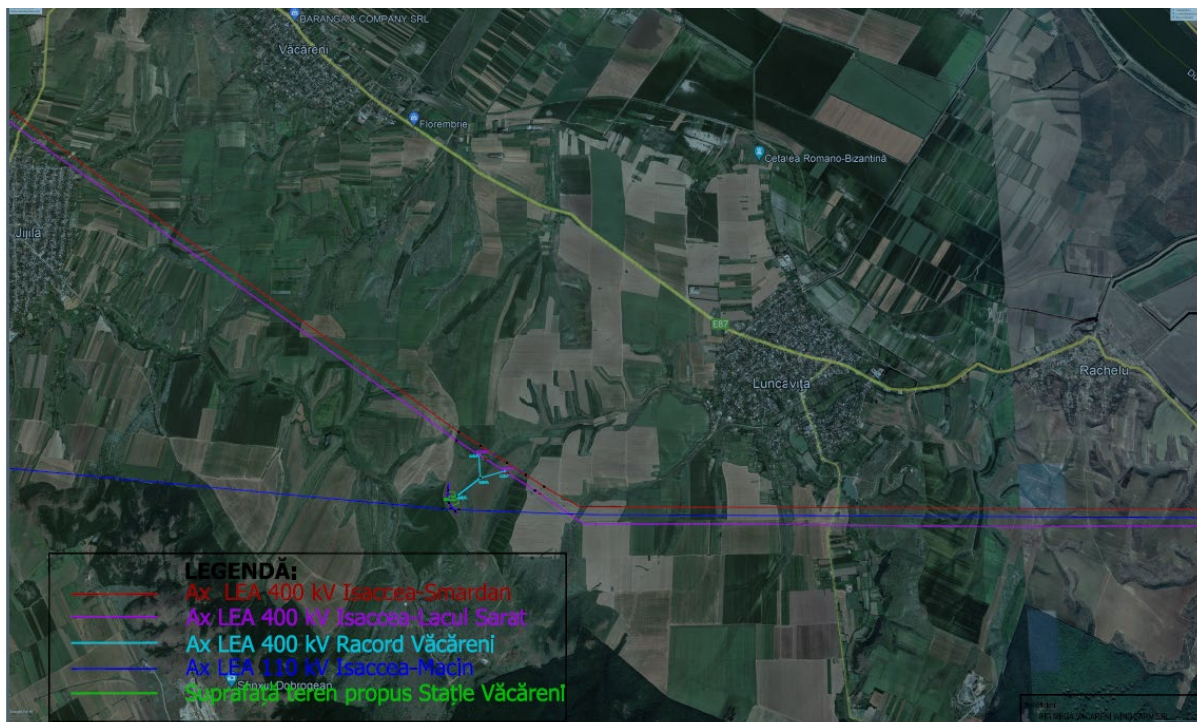 BARANGA & COMPANY SRL
Văcăreni
Florembrie
Cetatea Romano-Bizantină
Jijila
E87
Luncavița
Rachelu
LEGENDĂ:
Ax LEA 400 kV Isaccea-Smardan
Ax LEA 400 kV Isaccea-Lacul Sarat
Ax LEA 400 kV Racord Văcăreni
Ax LEA 110 kV Isaccea-Macin
Sfinxul Dobrogean
Suprafață teren propus Stație Văcăreni